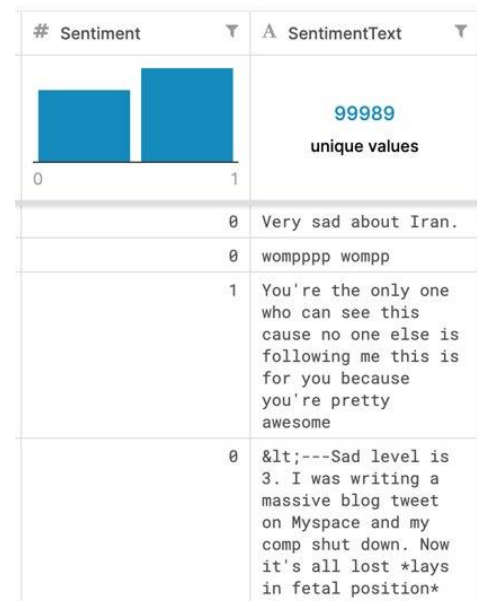 # Sentiment
A SentimentText
99989
unique values
0 1
0 Very sad about Iran.
0 wompppp wompp
1 You're the only one
who can see this
cause no one else is
following me this is
for you because
you're pretty
awesome
0 &lt;---Sad level is
3. I was writing a
massive blog tweet
on Myspace and my
comp shut down. Now
it's all lost *lays
in fetal position*